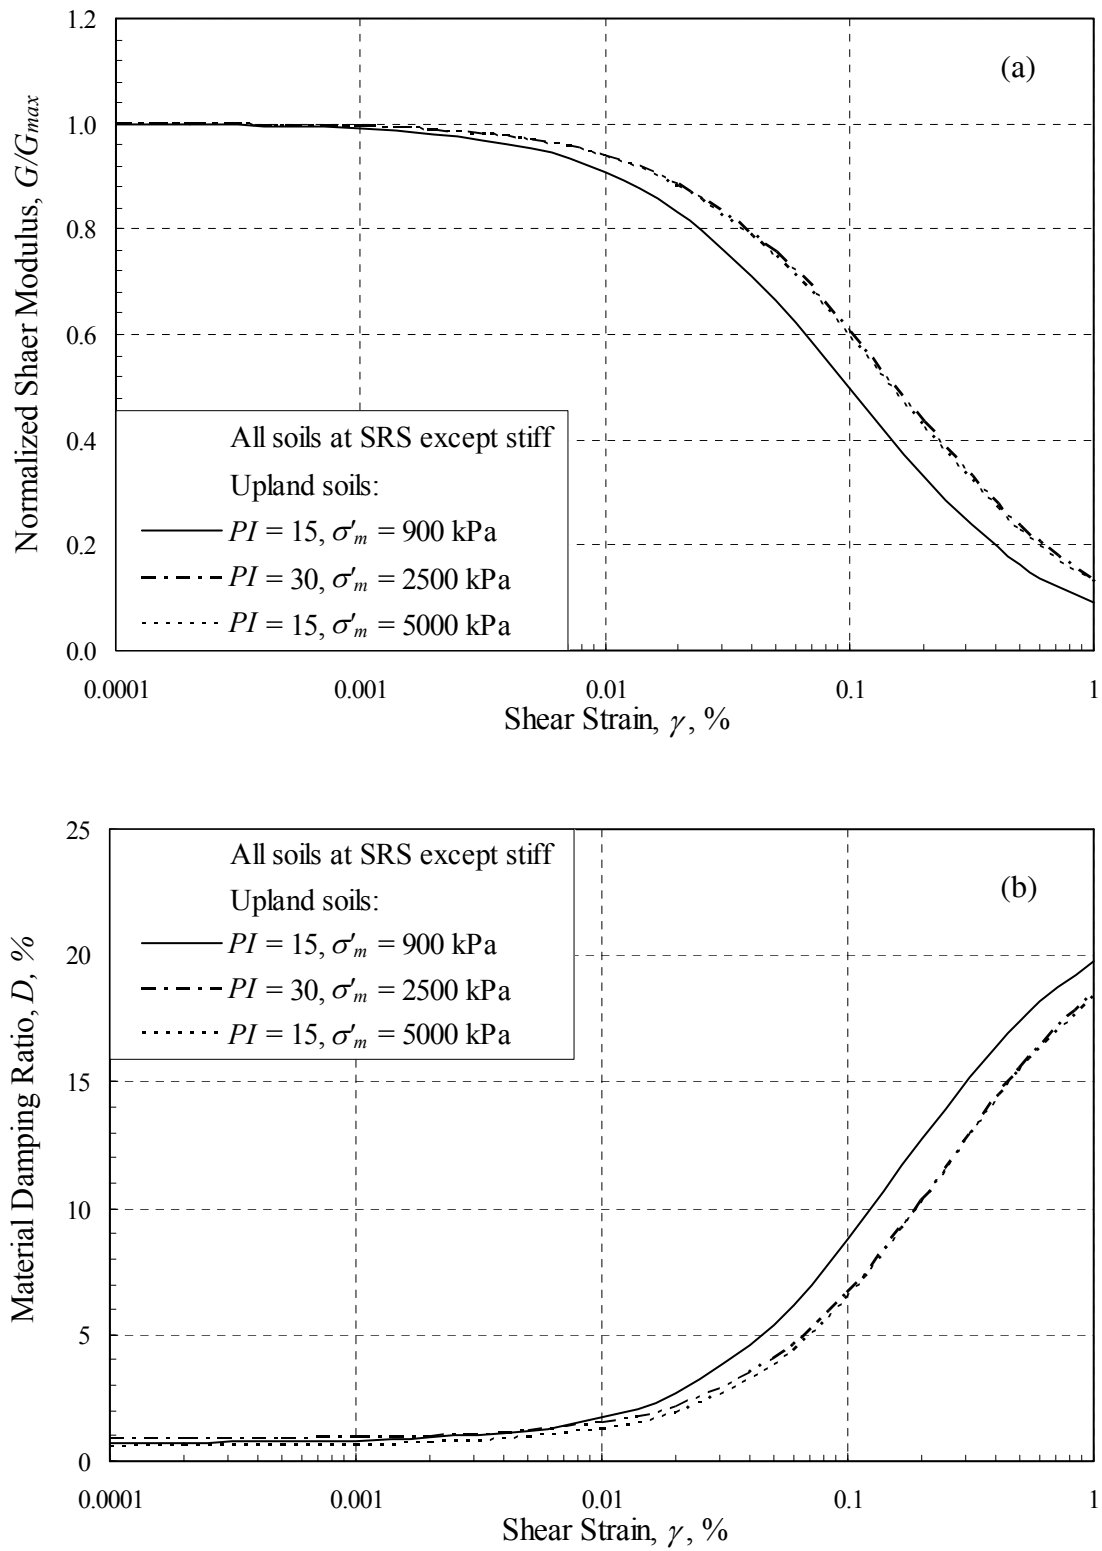 1.2
(a)
1.0
0.8
0.6
0.4
0.2
0.0
Normalized Shaer Modulus, G/Gmax
All soils at SRS except stiff
Upland soils:
PI = 15, σ'm = 900 kPa
PI = 30, σ'm = 2500 kPa
PI = 15, σ'm = 5000 kPa
0.0001 0.001 0.01 0.1 1
Shear Strain, γ, %
25
(b)
20
15
10
5
0
Material Damping Ratio, D, %
All soils at SRS except stiff
Upland soils:
PI = 15, σ'm = 900 kPa
PI = 30, σ'm = 2500 kPa
PI = 15, σ'm = 5000 kPa
0.0001 0.001 0.01 0.1 1
Shear Strain, γ, %